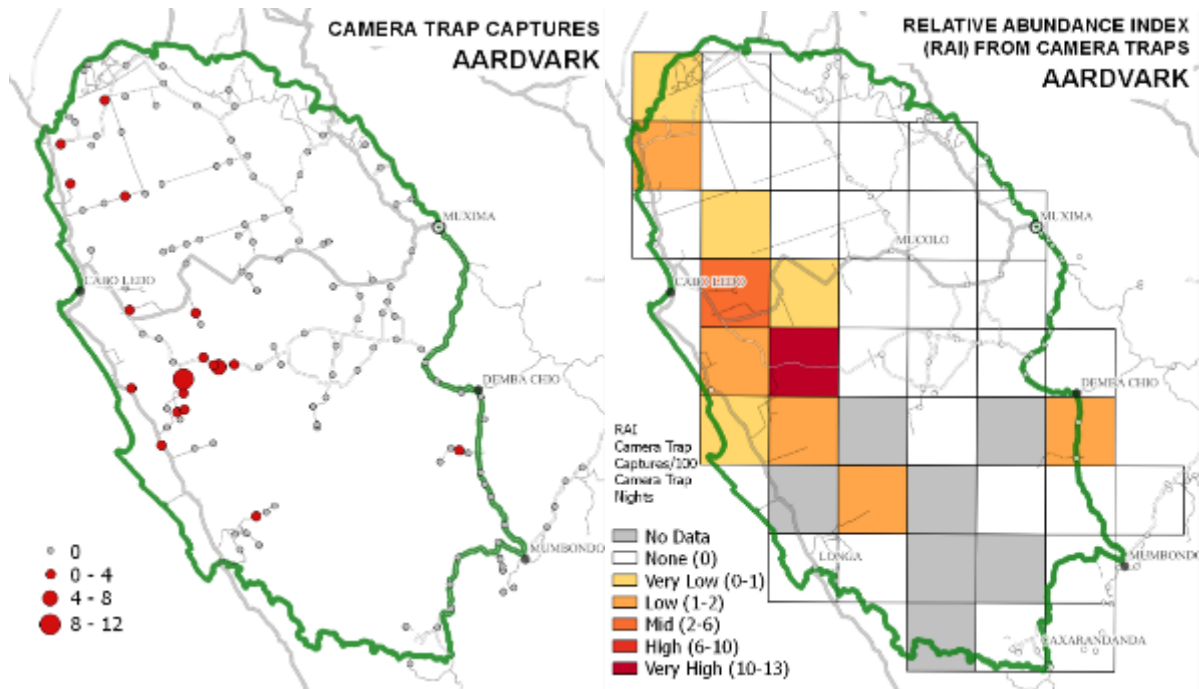 CAMERA TRAP CAPTURES
AARDVARK
MUXIMA
CABO LEDO
DEMBA CHIO
MUMBONDO
0
0 - 4
4 - 8
8 - 12
RELATIVE ABUNDANCE INDEX
(RAI) FROM CAMERA TRAPS
AARDVARK
MUXIMA
MUCOLO
CABO LEDO
DEMBA CHIO
RAI
Camera Trap
Captures/100
Camera Trap
Nights
No Data
None (0)
Very Low (0-1)
Low (1-2)
Mid (2-6)
High (6-10)
Very High (10-13)
LONGA
MUMBONDO
CAXARANDANDA